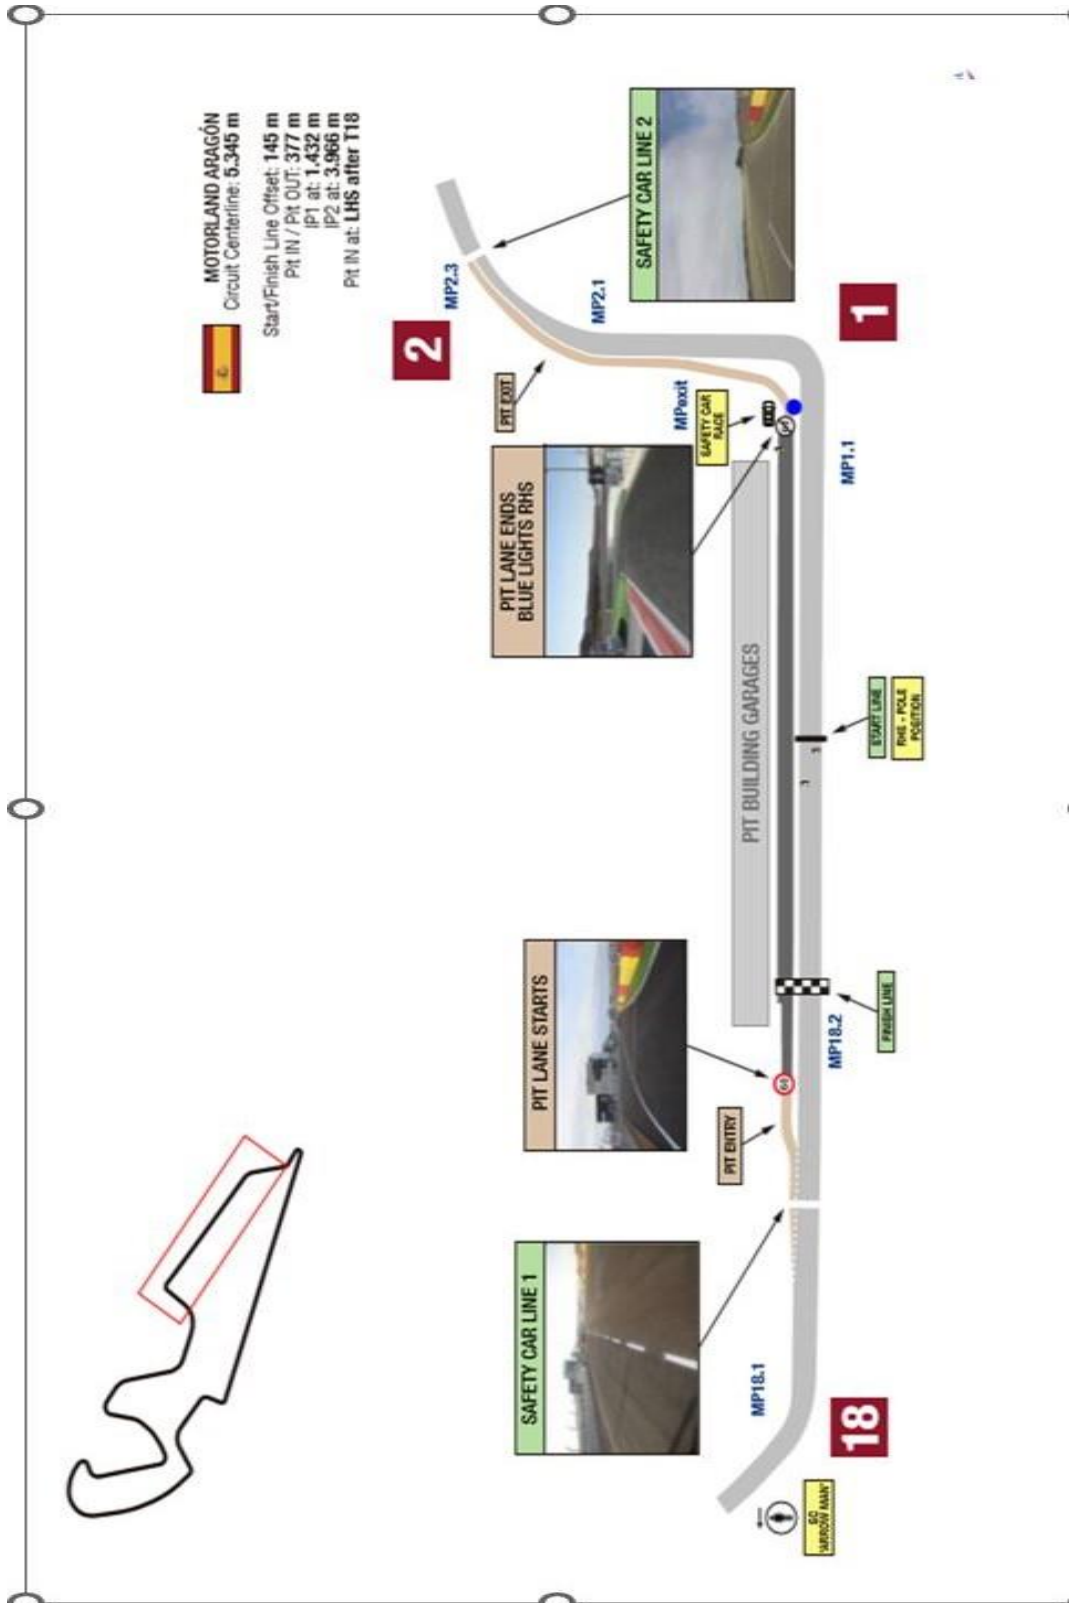 MOTORLAND ARAGÓN
Circuit Centerline: 5.345 m
Start/Finish Line Offset: 145 m
Pit IN / Pit OUT: 377 m
IP1 at: 1.432 m
IP2 at: 3.966 m
Pit IN at: LHS after T18
SAFETY CAR LINE 1
PIT LANE STARTS
PIT LANE ENDS
BLUE LIGHTS RHS
PIT EXIT
MP2.3
2
SAFETY CAR LINE 2
MP2.1
MPexit
SAFETY CAR
RACE
PIT ENTRY
PIT BUILDING GARAGES
60
MP18.1
MP18.2
MP1.1
1
18
FINISH LINE
START LINE
RHS - POLE
POSITION
GO
"ARROW MAN"